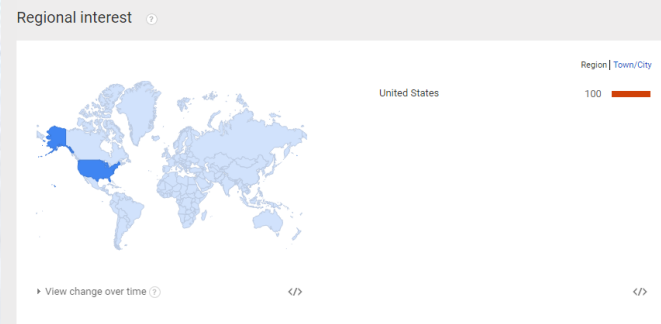 Regional interest ?
Region | Town/City
United States 100
View change over time ?
</> </>